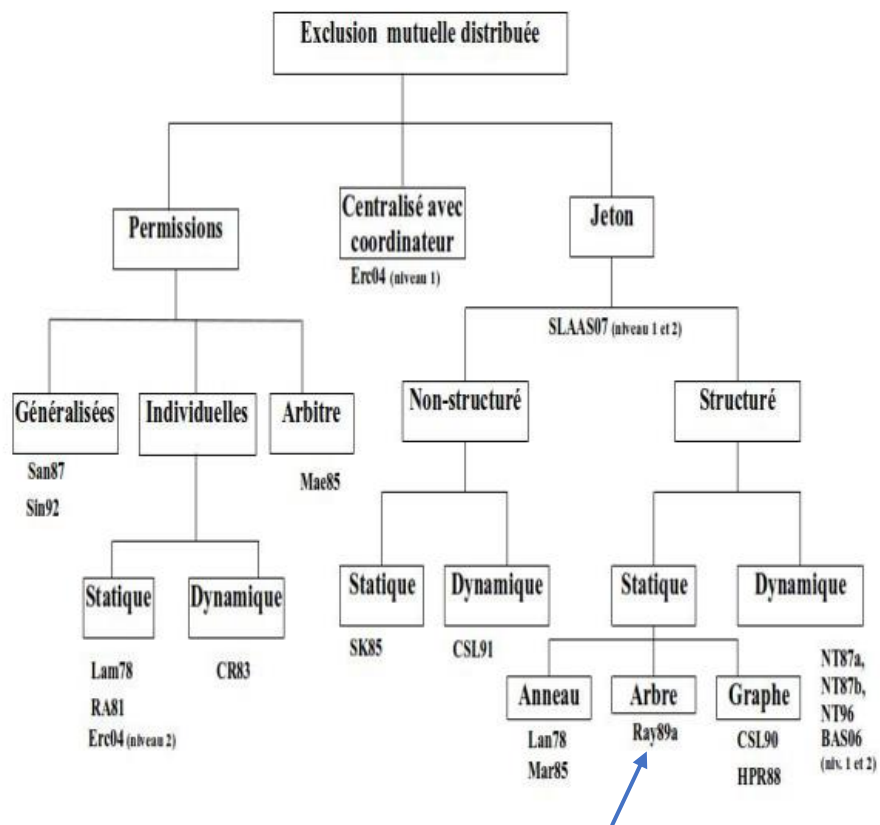 Exclusion mutuelle distribuée
Permissions
Centralisé avec
coordinateur
Erc04 (niveau 1)
Jeton
SLAAS07 (niveau 1 et 2)
Généralisées
San87
Sin92
Individuelles
Arbitre
Mae85
Non-structuré
Structuré
Statique
Lam78
RA81
Erc04 (niveau 2)
Dynamique
CR83
Statique
SK85
Dynamique
CSL91
Statique
Dynamique
NT87a,
NT87b,
NT96
BAS06
(niv. 1 et 2)
Anneau
Lan78
Mar85
Arbre
Ray89a
Graphe
CSL90
HPR88